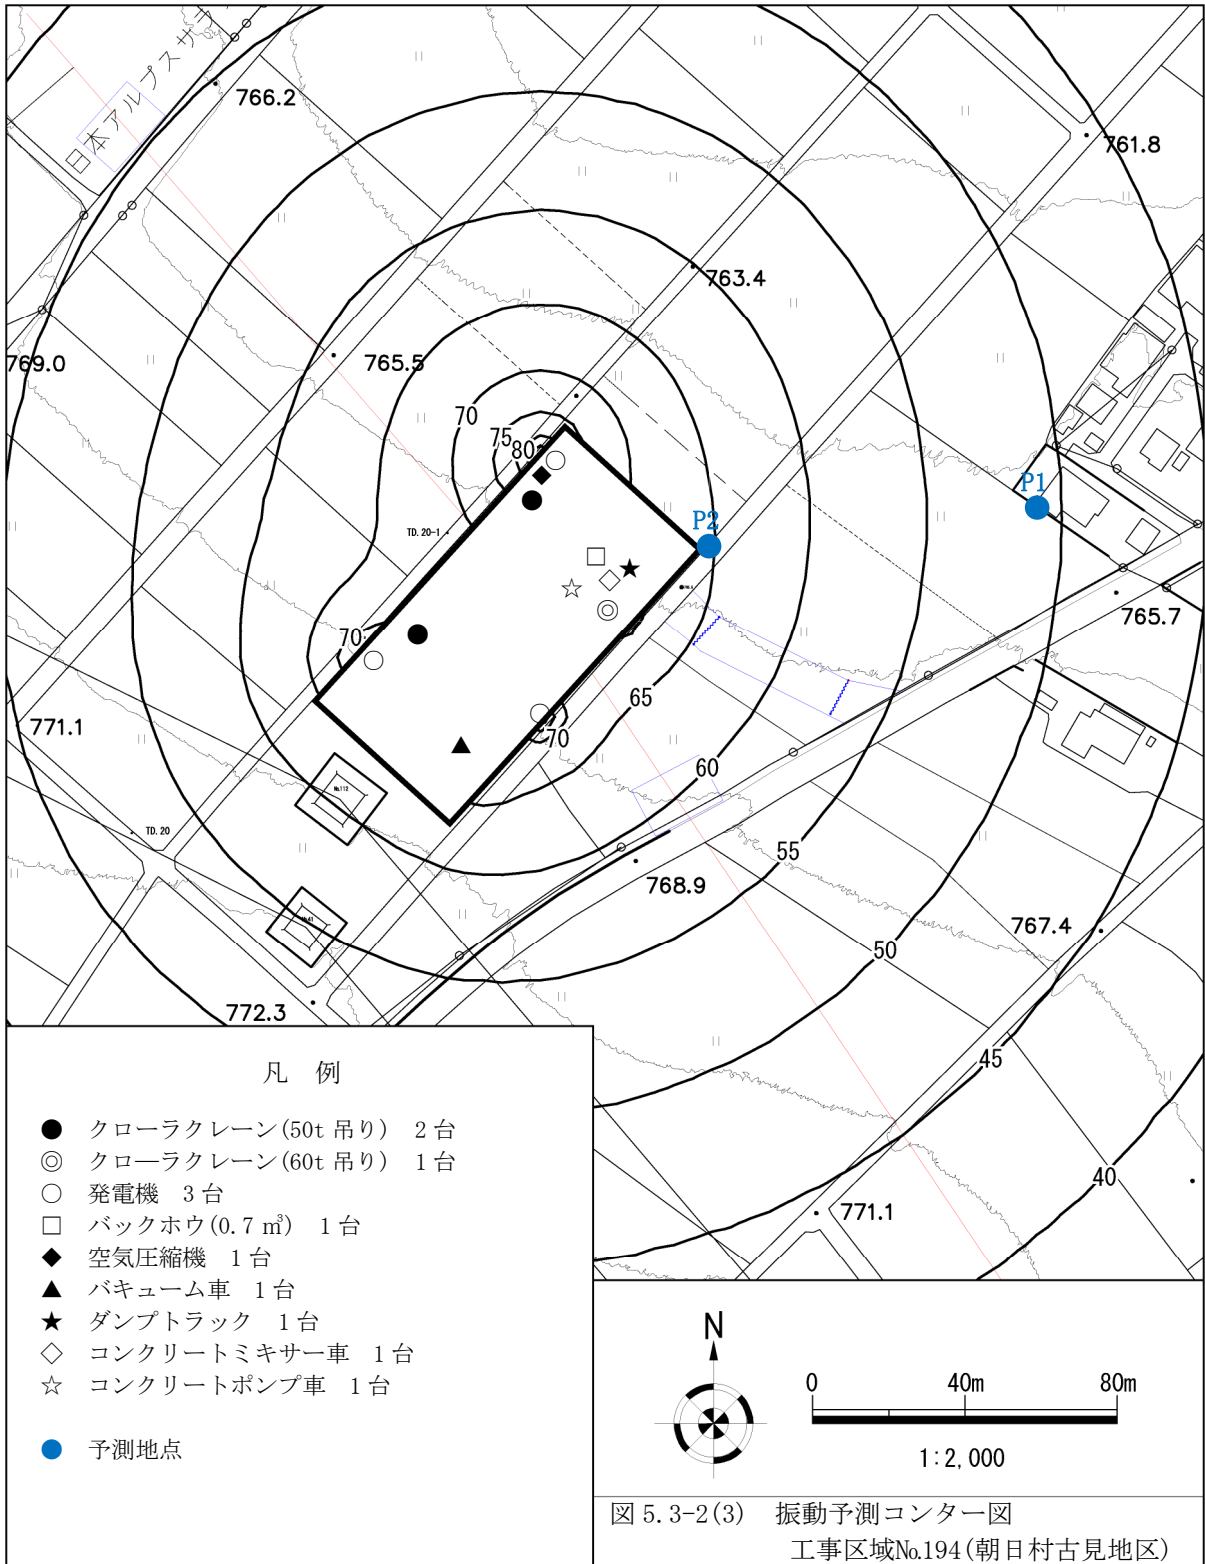 日本アルプスサラ
766.2
761.8
763.4
769.0
765.5
70
75
80
P1
P2
TD. 20-1
70
765.7
65
771.1
70
60
No.112
TD. 20
55
768.9
767.4
50
772.3
45
40
771.1
凡 例
クローラクレーン(50t 吊り) 2 台
クロ―ラクレーン(60t 吊り) 1 台
発電機 3 台
バックホウ(0.7 ㎥) 1 台
空気圧縮機 1 台
バキューム車 1 台
ダンプトラック 1 台
コンクリートミキサー車 1 台
コンクリートポンプ車 1 台
予測地点
N
0 40m 80m
1:2,000
図 5.3-2(3) 振動予測コンター図
工事区域№194(朝日村古見地区)